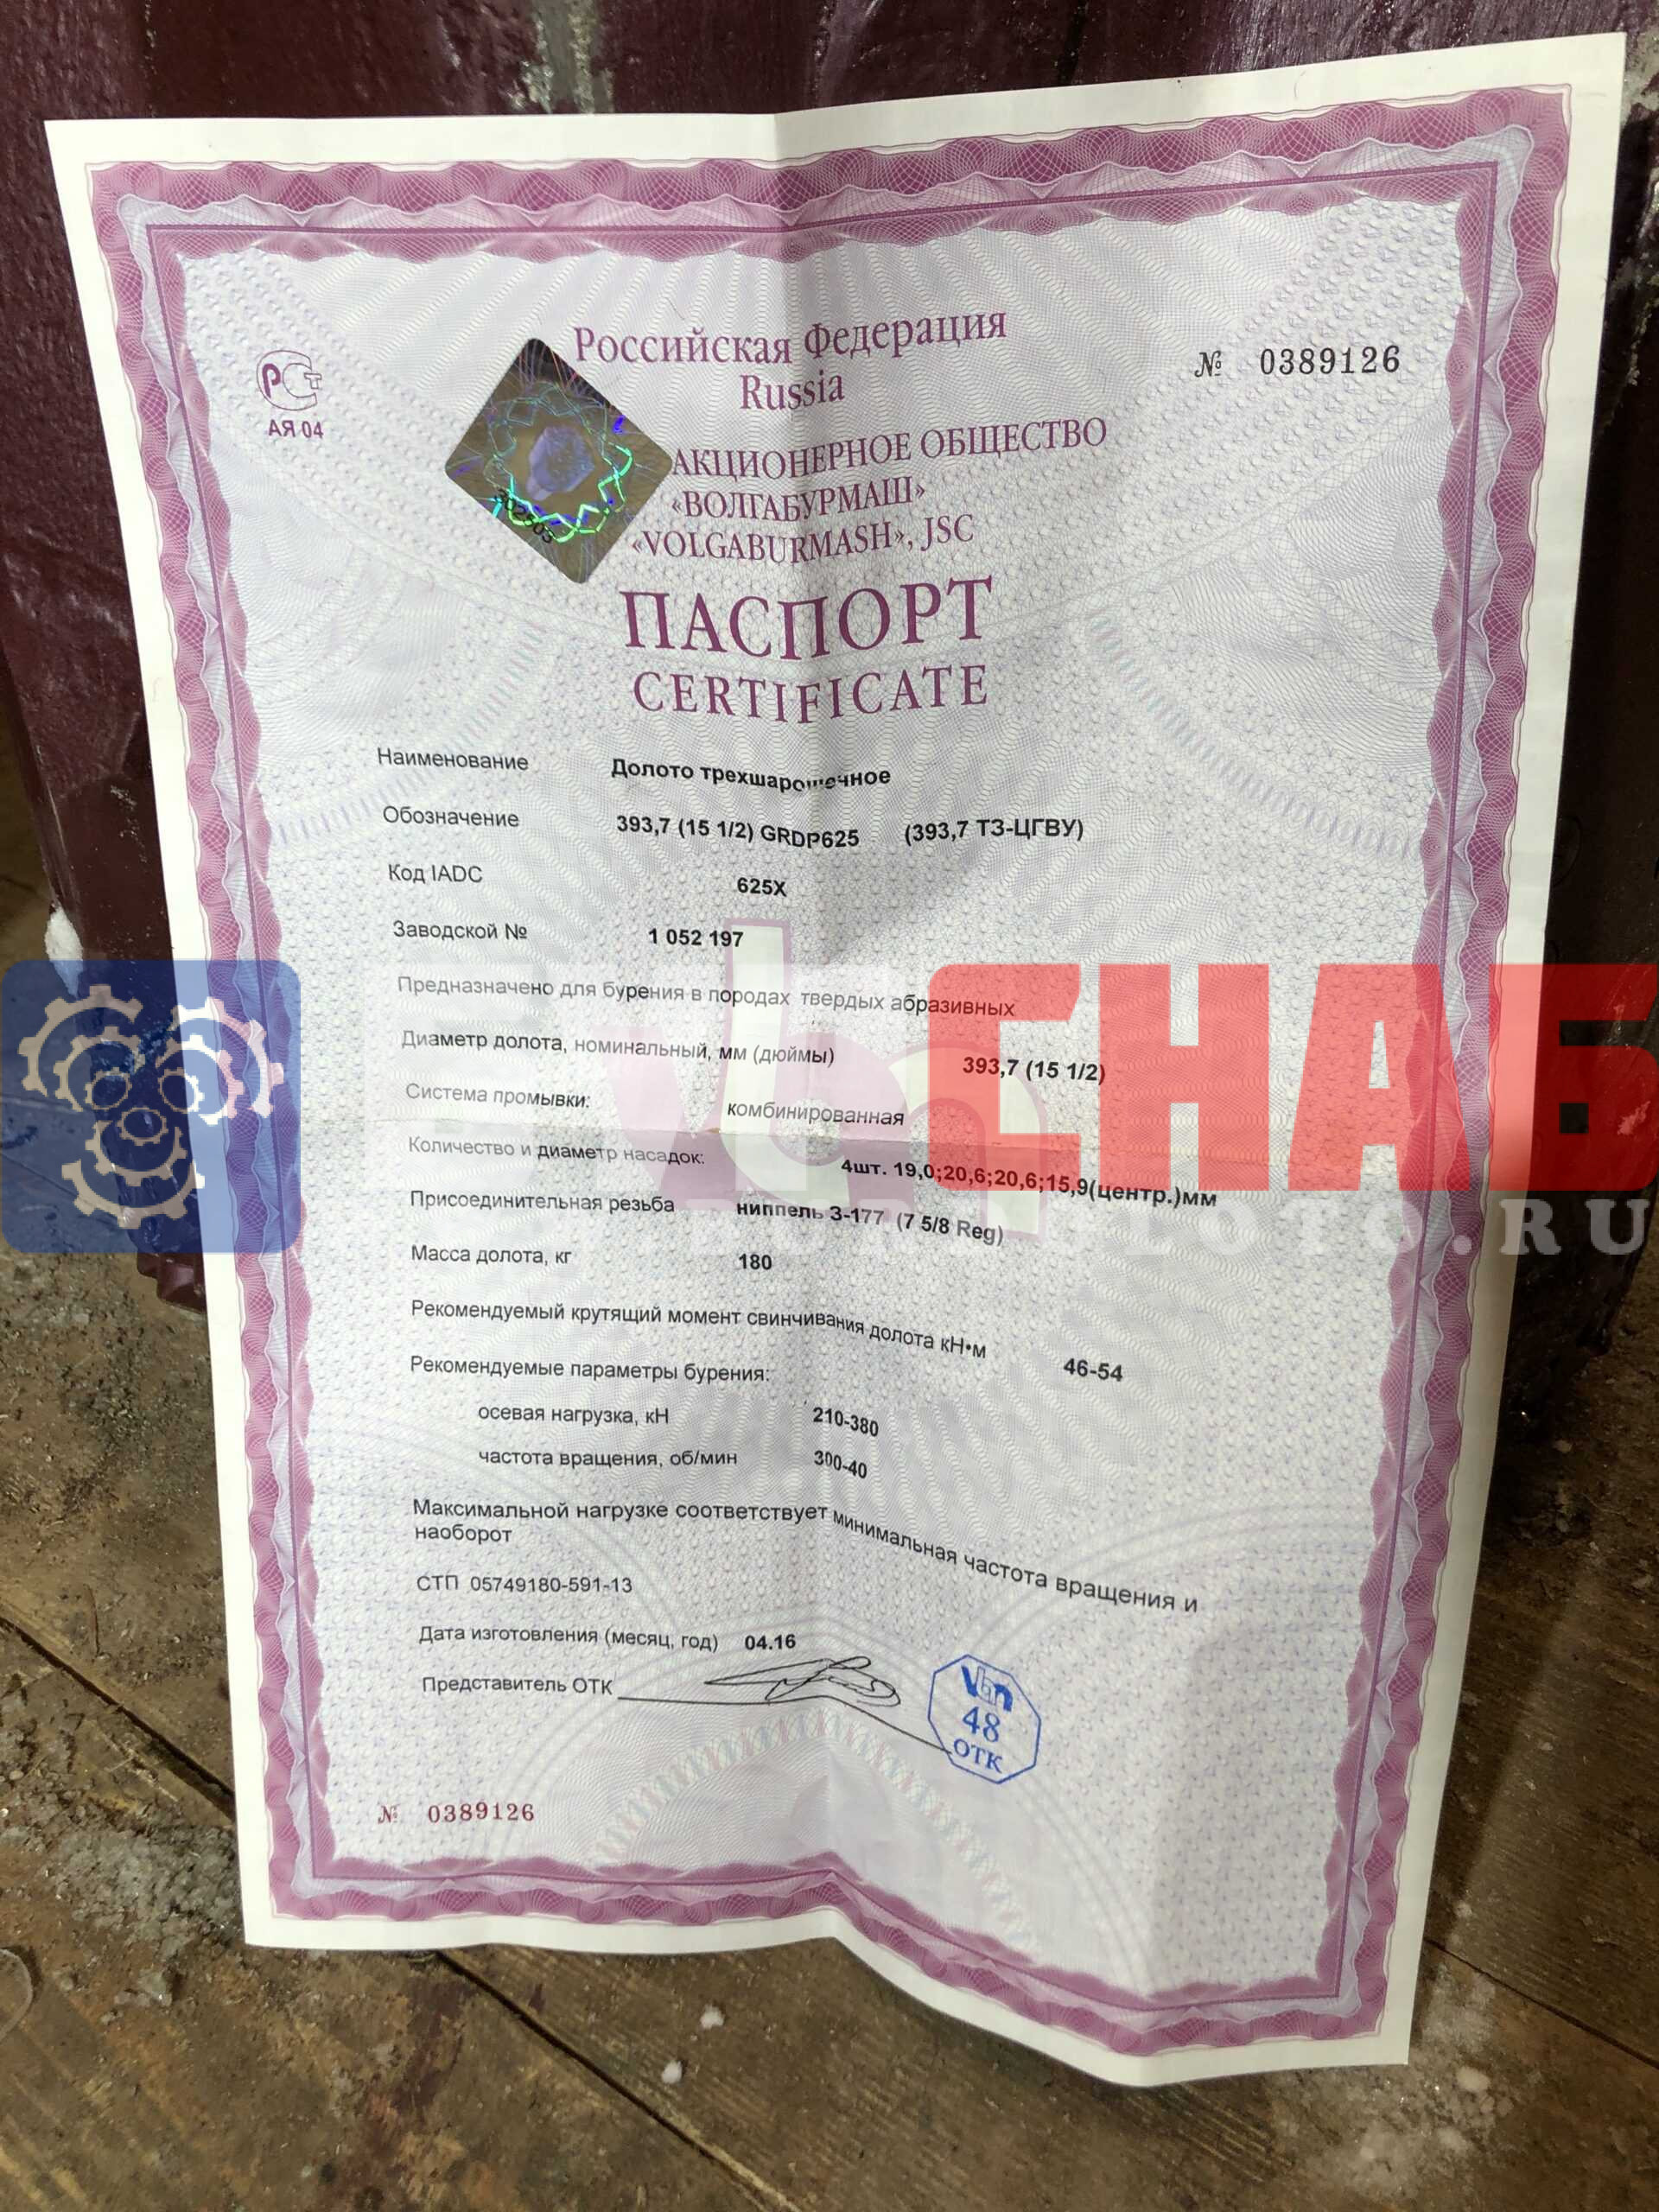 Российская Федерация
Russia
№ 0389126
РСТ
АЯ 04
АКЦИОНЕРНОЕ ОБЩЕСТВО
«ВОЛГАБУРМАШ»
«VOLGABURMASH», JSC
ПАСПОРТ
CERTIFICATE
Наименование Долото трехшарошечное
Обозначение 393,7 (15 1/2) GRDP625 (393,7 ТЗ-ЦГВУ)
Код IADC 625X
Заводской № 1 052 197
Предназначено для бурения в породах твердых абразивных
Диаметр долота, номинальный, мм (дюймы) 393,7 (15 1/2)
Система промывки: комбинированная
Количество и диаметр насадок: 4шт. 19,0;20,6;20,6;15,9(центр.)мм
Присоединительная резьба ниппель З-177 (7 5/8 Reg)
Масса долота, кг 180
Рекомендуемый крутящий момент свинчивания долота кН•м 46-54
Рекомендуемые параметры бурения:
осевая нагрузка, кН 210-380
частота вращения, об/мин 300-40
Максимальной нагрузке соответствует минимальная частота вращения и
наоборот
СТП 05749180-591-13
Дата изготовления (месяц, год) 04.16
Представитель ОТК
Vbm
48
ОТК
№ 0389126
СНАБ